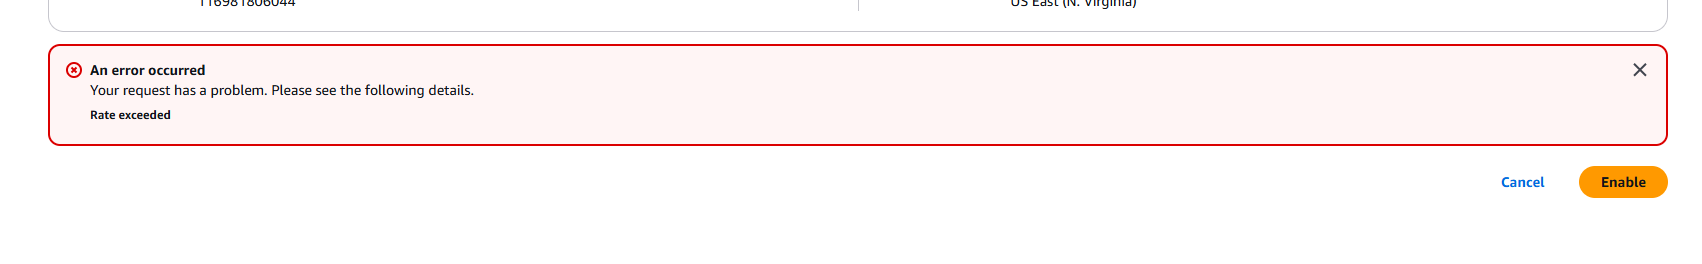 116981806044
US East (N. Virginia)
An error occurred
Your request has a problem. Please see the following details.
Rate exceeded
Cancel
Enable